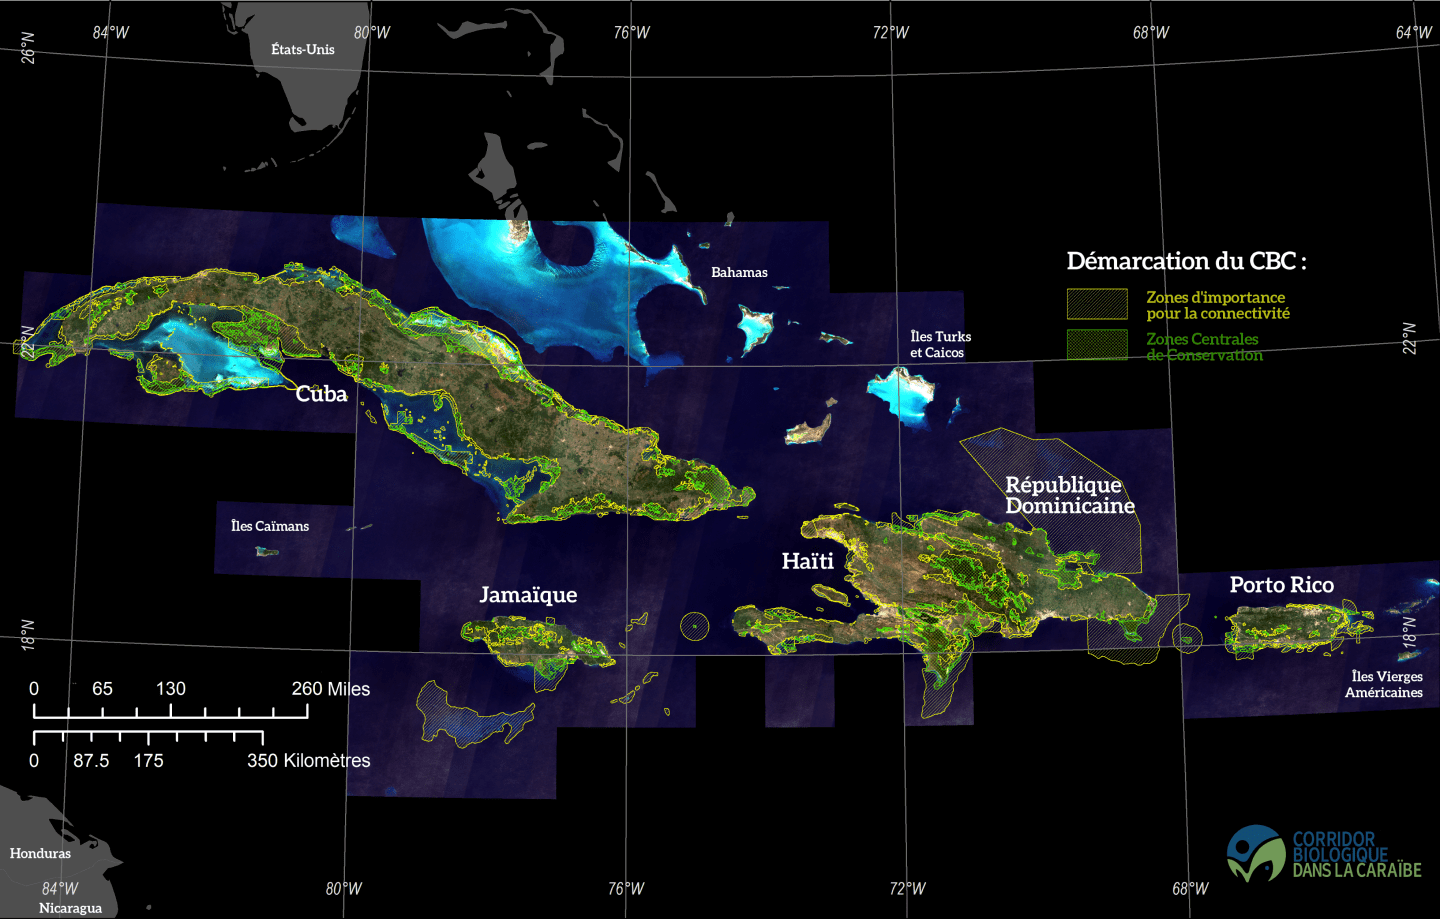 84°W
80°W
76°W
72°W
68°W
64°W
26°N
États-Unis
Bahamas
Démarcation du CBC :
Zones d'importance
pour la connectivité
Zones Centrales
de Conservation
22°N
22°N
Îles Turks
et Caicos
Cuba
République
Dominicaine
Îles Caïmans
Haïti
Jamaïque
Porto Rico
18°N
18°N
Îles Vierges
Américaines
0 65 130 260 Miles
0 87.5 175 350 Kilomètres
Honduras
Nicaragua
CORRIDOR
BIOLOGIQUE
DANS LA CARAÏBE
84°W
80°W
76°W
72°W
68°W